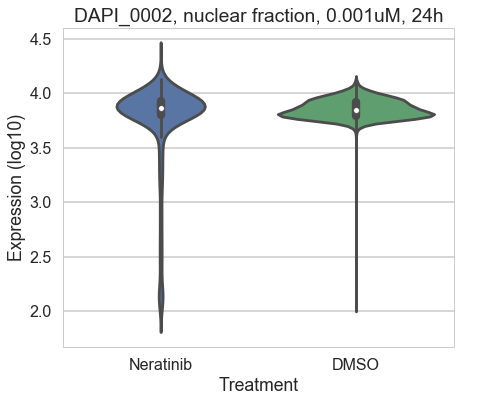 DAPI_0002, nuclear fraction, 0.001uM, 24h
4.5
4.0
3.5
3.0
2.5
2.0
Expression (log10)
Neratinib
DMSO
Treatment